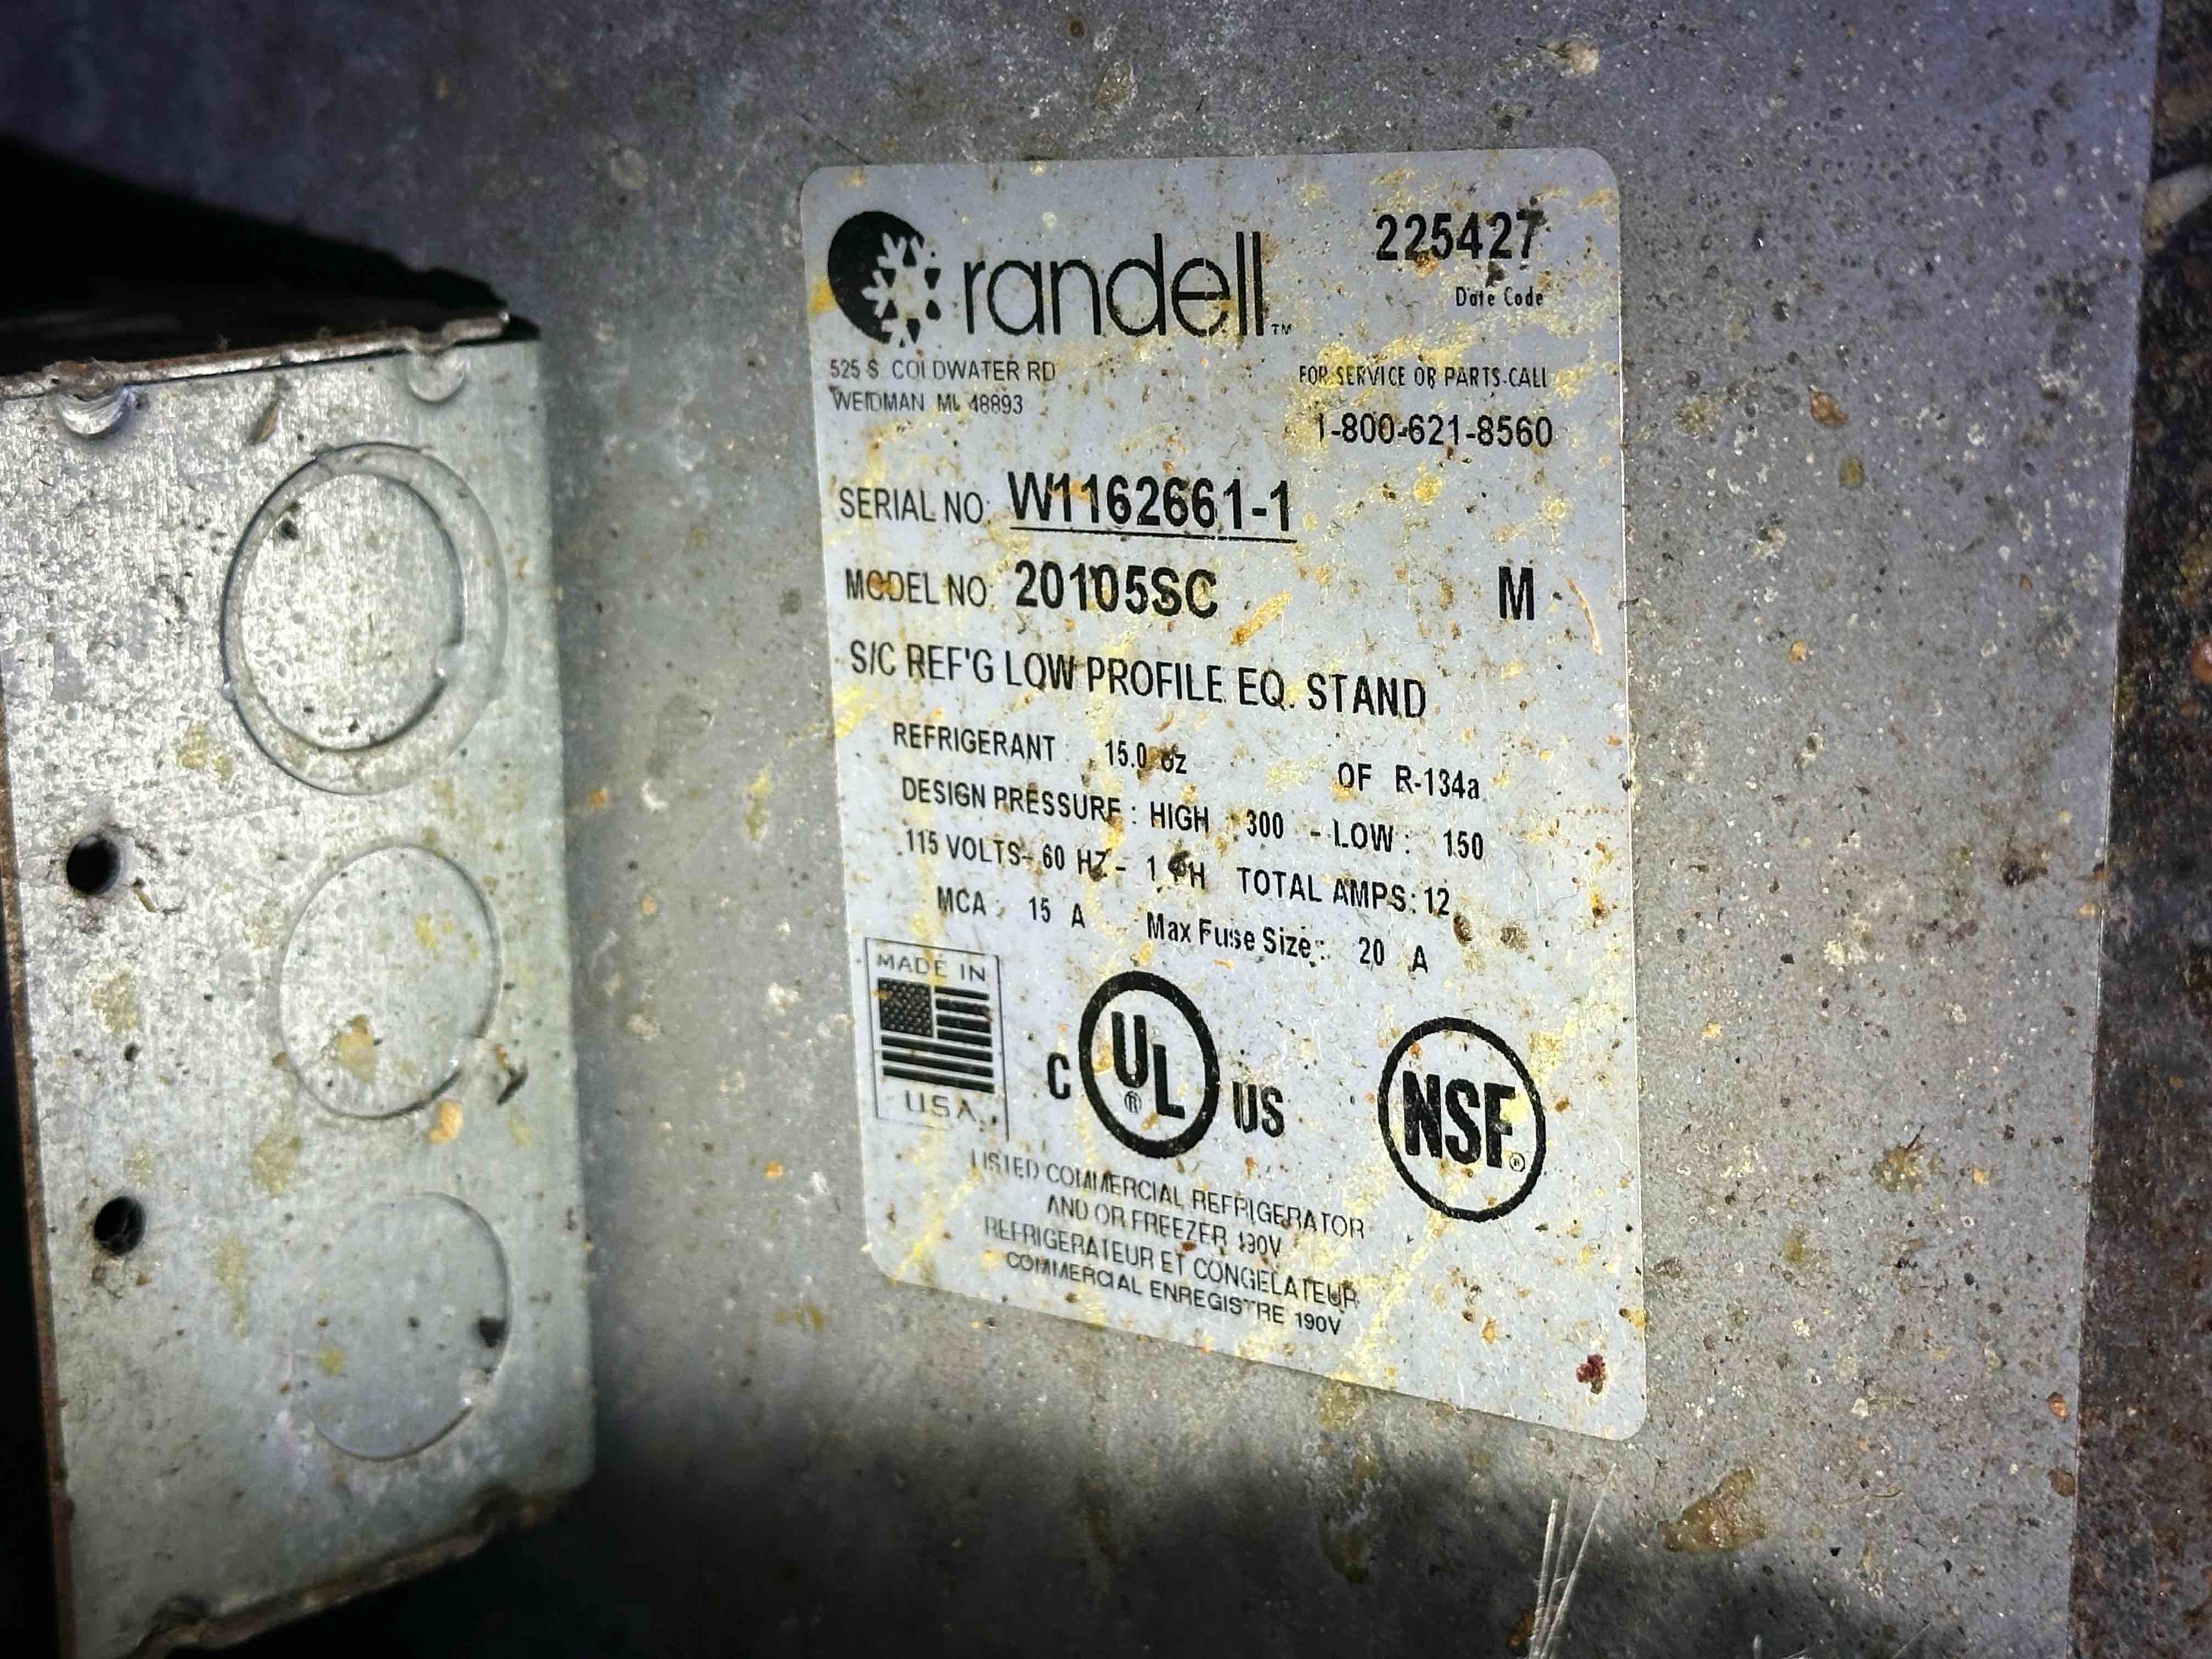 randell™
225427
Date Code
525 S. COLDWATER RD
WEIDMAN MI, 48893
FOR SERVICE OR PARTS CALL
1-800-621-8560
SERIAL NO: W1162661-1
MODEL NO: 20105SC M
S/C REF'G LOW PROFILE EQ. STAND
REFRIGERANT : 15.0 oz OF R-134a
DESIGN PRESSURE : HIGH : 300 - LOW : 150
115 VOLTS- 60 HZ - 1 PH TOTAL AMPS: 12
MCA : 15 A Max Fuse Size : 20 A
MADE IN
USA
C UL® US
NSF®
LISTED COMMERCIAL REFRIGERATOR
AND OR FREEZER 190V
REFRIGERATEUR ET CONGELATEUR
COMMERCIAL ENREGISTRE 190V